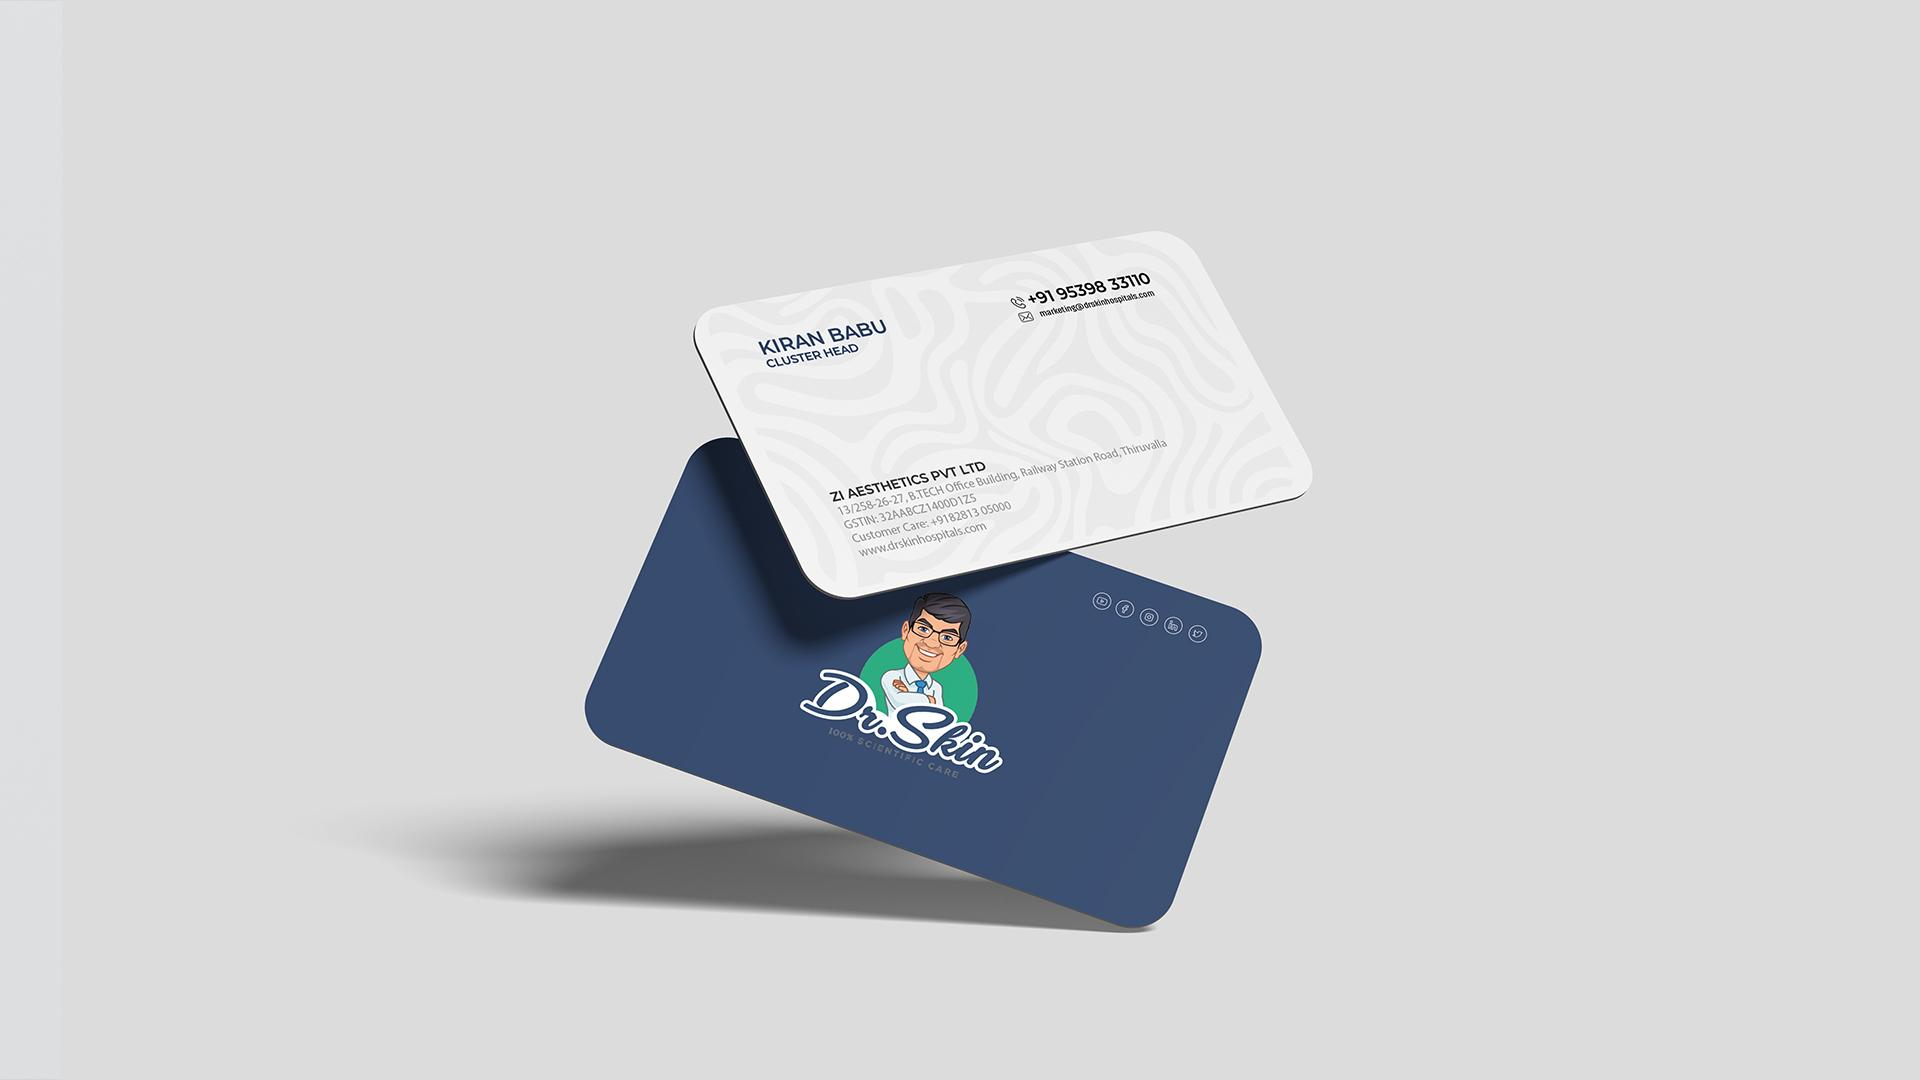 KIRAN BABU
CLUSTER HEAD
+91 95398 33110
marketing@drskinhospitals.com
ZI AESTHETICS PVT LTD
13/258-26-27, B.TECH Office Building, Railway Station Road, Thiruvalla
GSTIN: 32AABCZ1400D1Z5
Customer Care: +9182813 05000
www.drskinhospitals.com
Dr.Skin
100% SCIENTIFIC CARE